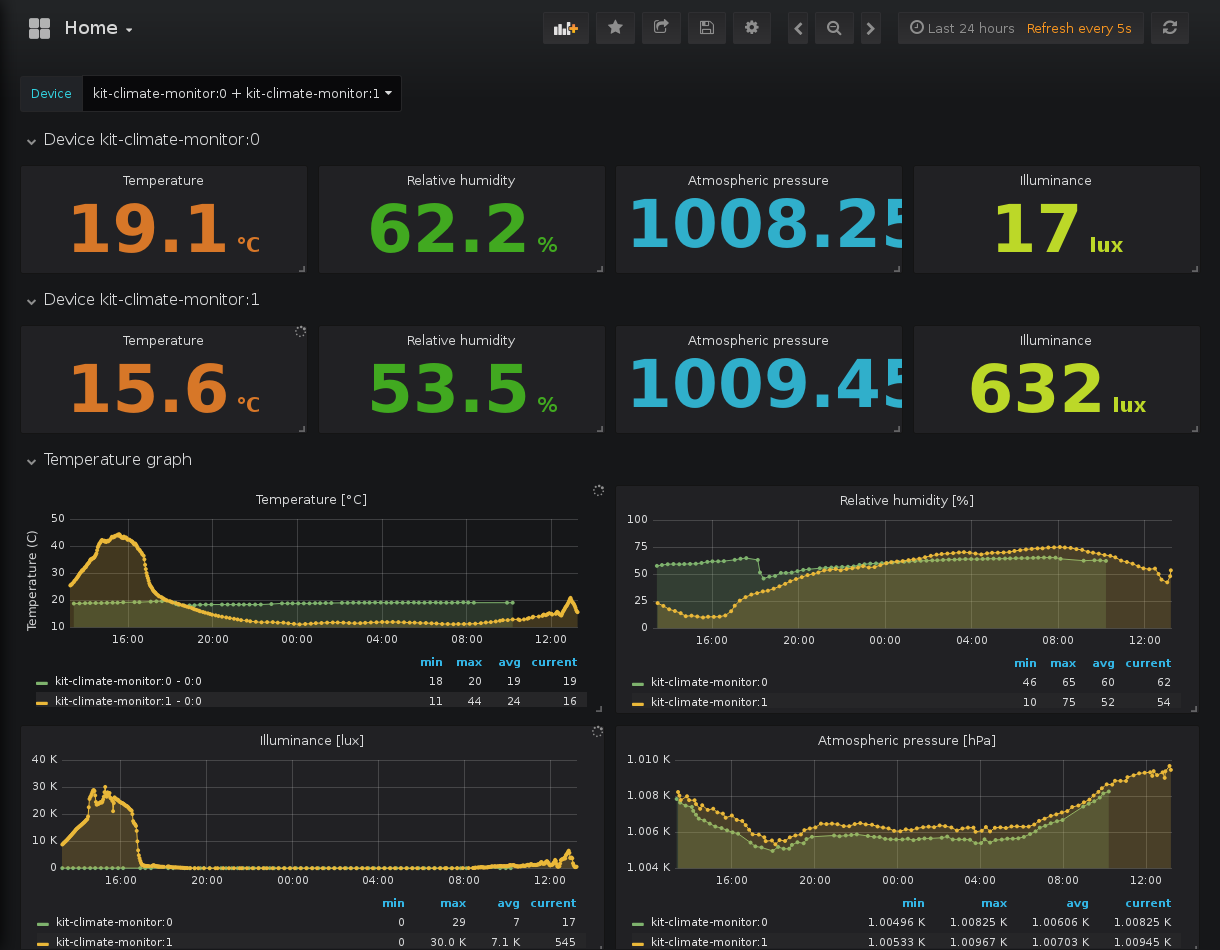 Home
Last 24 hours Refresh every 5s
Device kit-climate-monitor:0 + kit-climate-monitor:1
Device kit-climate-monitor:0
Temperature Relative humidity Atmospheric pressure Illuminance
19.1 °C 62.2 % 1008.25 17 lux
Device kit-climate-monitor:1
Temperature Relative humidity Atmospheric pressure Illuminance
15.6 °C 53.5 % 1009.45 632 lux
Temperature graph
Temperature [°C]
Temperature (C)
50
40
30
20
10
16:00 20:00 00:00 04:00 08:00 12:00
min max avg current
kit-climate-monitor:0 - 0:0 18 20 19 19
kit-climate-monitor:1 - 0:0 11 44 24 16
Relative humidity [%]
100
75
50
25
0
16:00 20:00 00:00 04:00 08:00 12:00
min max avg current
kit-climate-monitor:0 46 65 60 62
kit-climate-monitor:1 10 75 52 54
Illuminance [lux]
40 K
30 K
20 K
10 K
0
16:00 20:00 00:00 04:00 08:00 12:00
min max avg current
kit-climate-monitor:0 0 29 7 17
kit-climate-monitor:1 0 30.0 K 7.1 K 545
Atmospheric pressure [hPa]
1.010 K
1.008 K
1.006 K
1.004 K
16:00 20:00 00:00 04:00 08:00 12:00
min max avg current
kit-climate-monitor:0 1.00496 K 1.00825 K 1.00606 K 1.00825 K
kit-climate-monitor:1 1.00533 K 1.00967 K 1.00703 K 1.00945 K